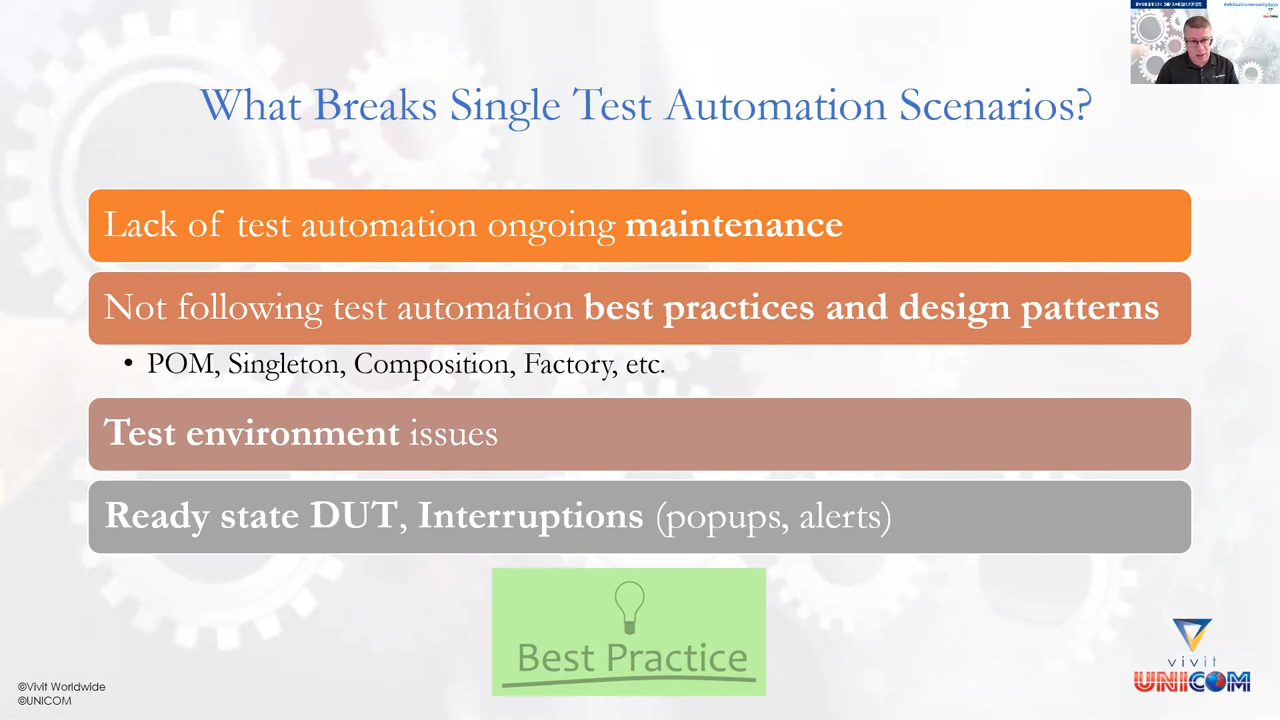 What Breaks Single Test Automation Scenarios?
Lack of test automation ongoing maintenance
Not following test automation best practices and design patterns
• POM, Singleton, Composition, Factory, etc.
Test environment issues
Ready state DUT, Interruptions (popups, alerts)
Best Practice
vivit
UNICOM
©Vivit Worldwide
©UNICOM